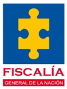 FISCALÍA
GENERAL DE LA NACIÓN